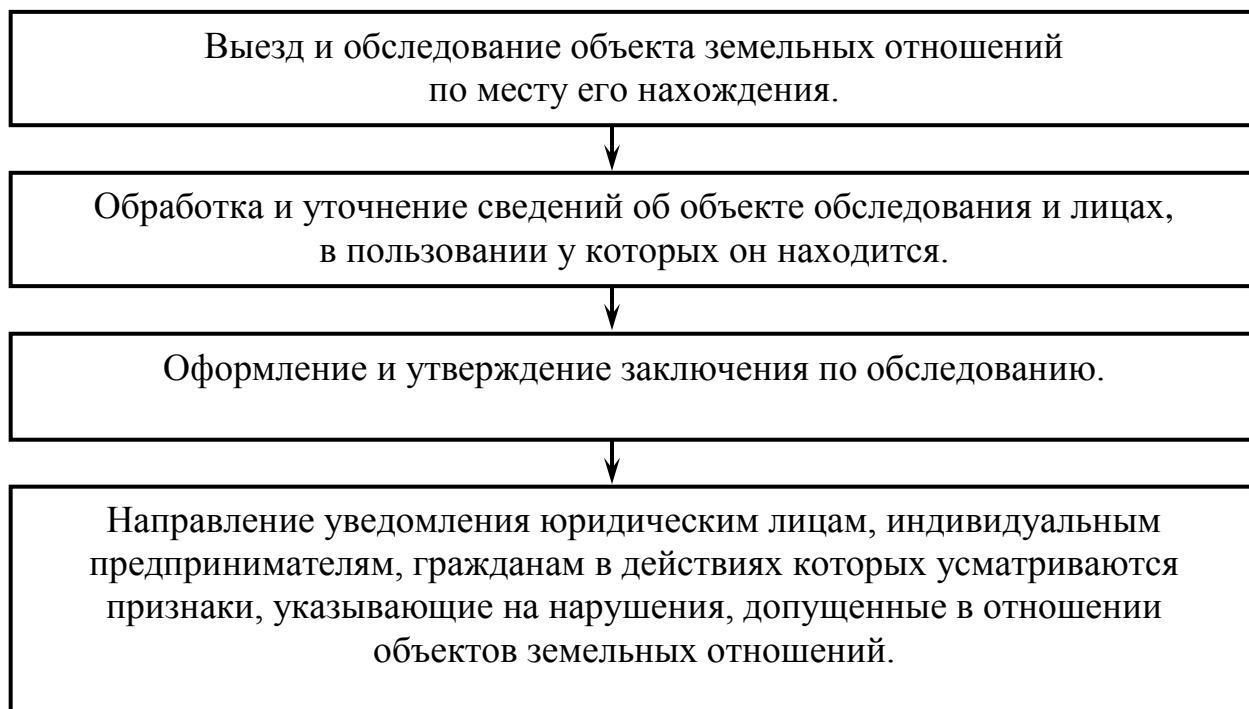 Выезд и обследование объекта земельных отношений
по месту его нахождения.
Обработка и уточнение сведений об объекте обследования и лицах,
в пользовании у которых он находится.
Оформление и утверждение заключения по обследованию.
Направление уведомления юридическим лицам, индивидуальным
предпринимателям, гражданам в действиях которых усматриваются
признаки, указывающие на нарушения, допущенные в отношении
объектов земельных отношений.